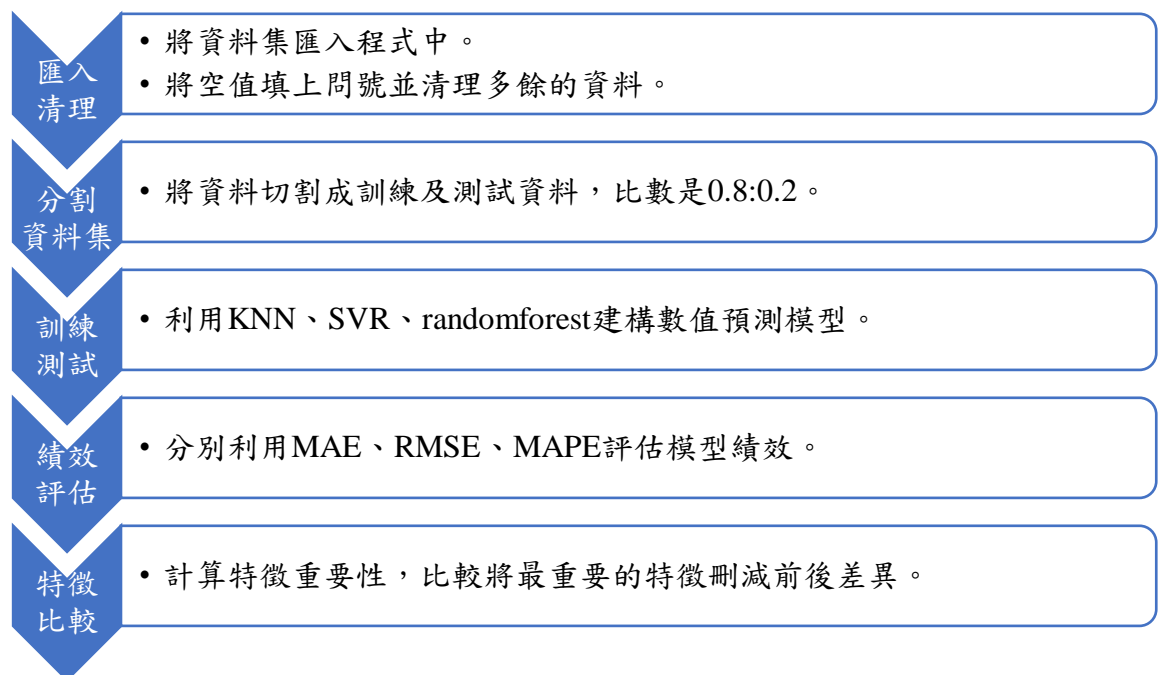 匯入
清理
• 將資料集匯入程式中。
• 將空值填上問號並清理多餘的資料。
分割
資料集
• 將資料切割成訓練及測試資料，比數是0.8:0.2。
訓練
測試
• 利用KNN、SVR、randomforest建構數值預測模型。
績效
評估
• 分別利用MAE、RMSE、MAPE評估模型績效。
特徵
比較
• 計算特徵重要性，比較將最重要的特徵刪減前後差異。